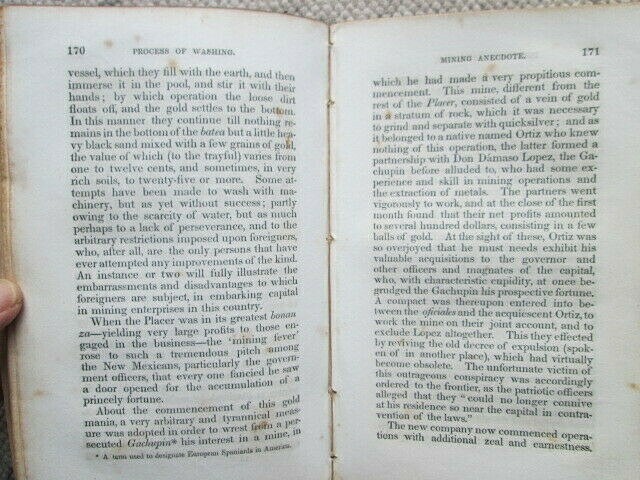 170 PROCESS OF WASHING.
vessel, which they fill with the earth, and then
immerse it in the pool, and stir it with their
hands; by which operation the loose dirt
floats off, and the gold settles to the bottom.
In this manner they continue till nothing re-
mains in the bottom of the batea but a little hea-
vy black sand mixed with a few grains of gold,
the value of which (to the trayful) varies from
one to twelve cents, and sometimes, in very
rich soils, to twenty-five or more. Some at-
tempts have been made to wash with ma-
chinery, but as yet without success; partly
owing to the scarcity of water, but as much
perhaps to a lack of perseverance, and to the
arbitrary restrictions imposed upon foreigners,
who, after all, are the only persons that have
ever attempted any improvements of the kind.
An instance or two will fully illustrate the
embarrassments and disadvantages to which
foreigners are subject, in embarking capital
in mining enterprises in this country.
When the Placer was in its greatest bonan
za—yielding very large profits to those en-
gaged in the business—the 'mining fever'
rose to such a tremendous pitch among
the New Mexicans, particularly the govern-
ment officers, that every one fancied he saw
a door opened for the accumulation of a
princely fortune.
About the commencement of this gold
mania, a very arbitrary and tyrannical meas-
ure was adopted in order to wrest from a per-
secuted Gachupin* his interest in a mine, in
* A term used to designate European Spaniards in America.
MINING ANECDOTE. 171
which he had made a very propitious com-
mencement. This mine, different from the
rest of the Placer, consisted of a vein of gold
in a stratum of rock, which it was necessary
to grind and separate with quicksilver; and as
it belonged to a native named Ortiz who knew
nothing of this operation, the latter formed a
partnership with Don Dámaso Lopez, the Ga-
chupin before alluded to, who had some ex-
perience and skill in mining operations and
the extraction of metals. The partners went
vigorously to work, and at the close of the first
month found that their net profits amounted
to several hundred dollars, consisting in a few
balls of gold. At the sight of these, Ortiz was
so overjoyed that he must needs exhibit his
valuable acquisitions to the governor and
other officers and magnates of the capital,
who, with characteristic cupidity, at once be-
grudged the Gachupin his prospective fortune.
A compact was thereupon entered into be-
tween the oficiales and the acquiescent Ortiz, to
work the mine on their joint account, and to
exclude Lopez altogether. This they effected
by reviving the old decree of expulsion (spok-
en of in another place), which had virtually
become obsolete. The unfortunate victim of
this outrageous conspiracy was accordingly
ordered to the frontier, as the patriotic officers
alleged that they "could no longer connive
at his residence so near the capital in contra-
vention of the laws."
The new company now commenced opera-
tions with additional zeal and earnestness,